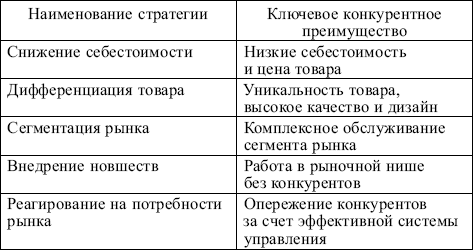 Наименование стратегии
Ключевое конкурентное
преимущество
Снижение себестоимости
Низкие себестоимость
и цена товара
Дифференциация товара
Уникальность товара,
высокое качество и дизайн
Сегментация рынка
Комплексное обслуживание
сегмента рынка
Внедрение новшеств
Работа в рыночной нише
без конкурентов
Реагирование на потребности
рынка
Опережение конкурентов
за счет эффективной системы
управления